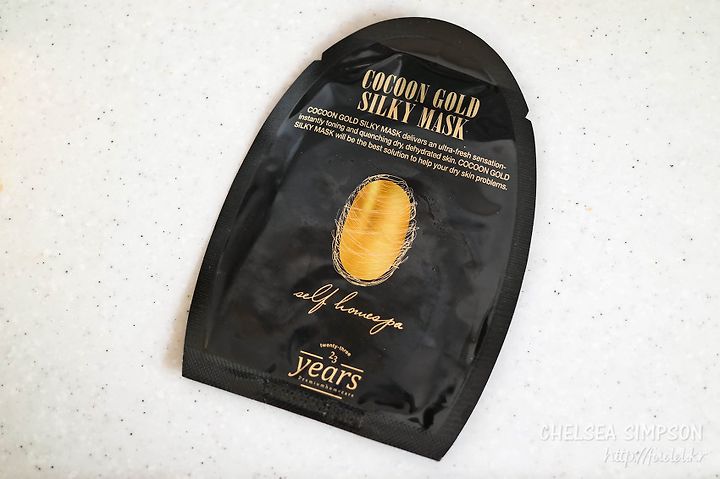 COCOON GOLD
SILKY MASK
COCOON GOLD SILKY MASK delivers an ultra-fresh sensation-
instantly toning and quenching dry, dehydrated skin. COCOON GOLD
SILKY MASK will be the best solution to help your dry skin problems.
self homespa
twenty-three
23
years
Premiumhomecare
CHELSEA SIMPSON